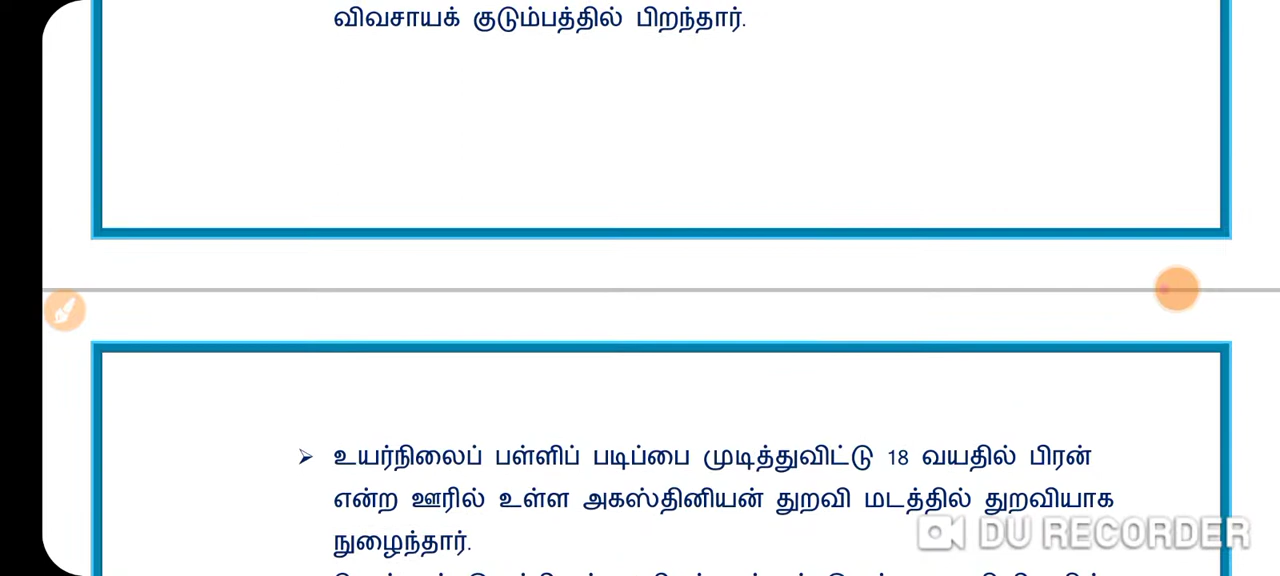 விவசாயக் குடும்பத்தில் பிறந்தார்.
➢ உயர்நிலைப் பள்ளிப் படிப்பை முடித்துவிட்டு 18 வயதில் பிரன்
என்ற ஊரில் உள்ள அகஸ்தினியன் துறவி மடத்தில் துறவியாக
நுழைந்தார்.
DU RECORDER